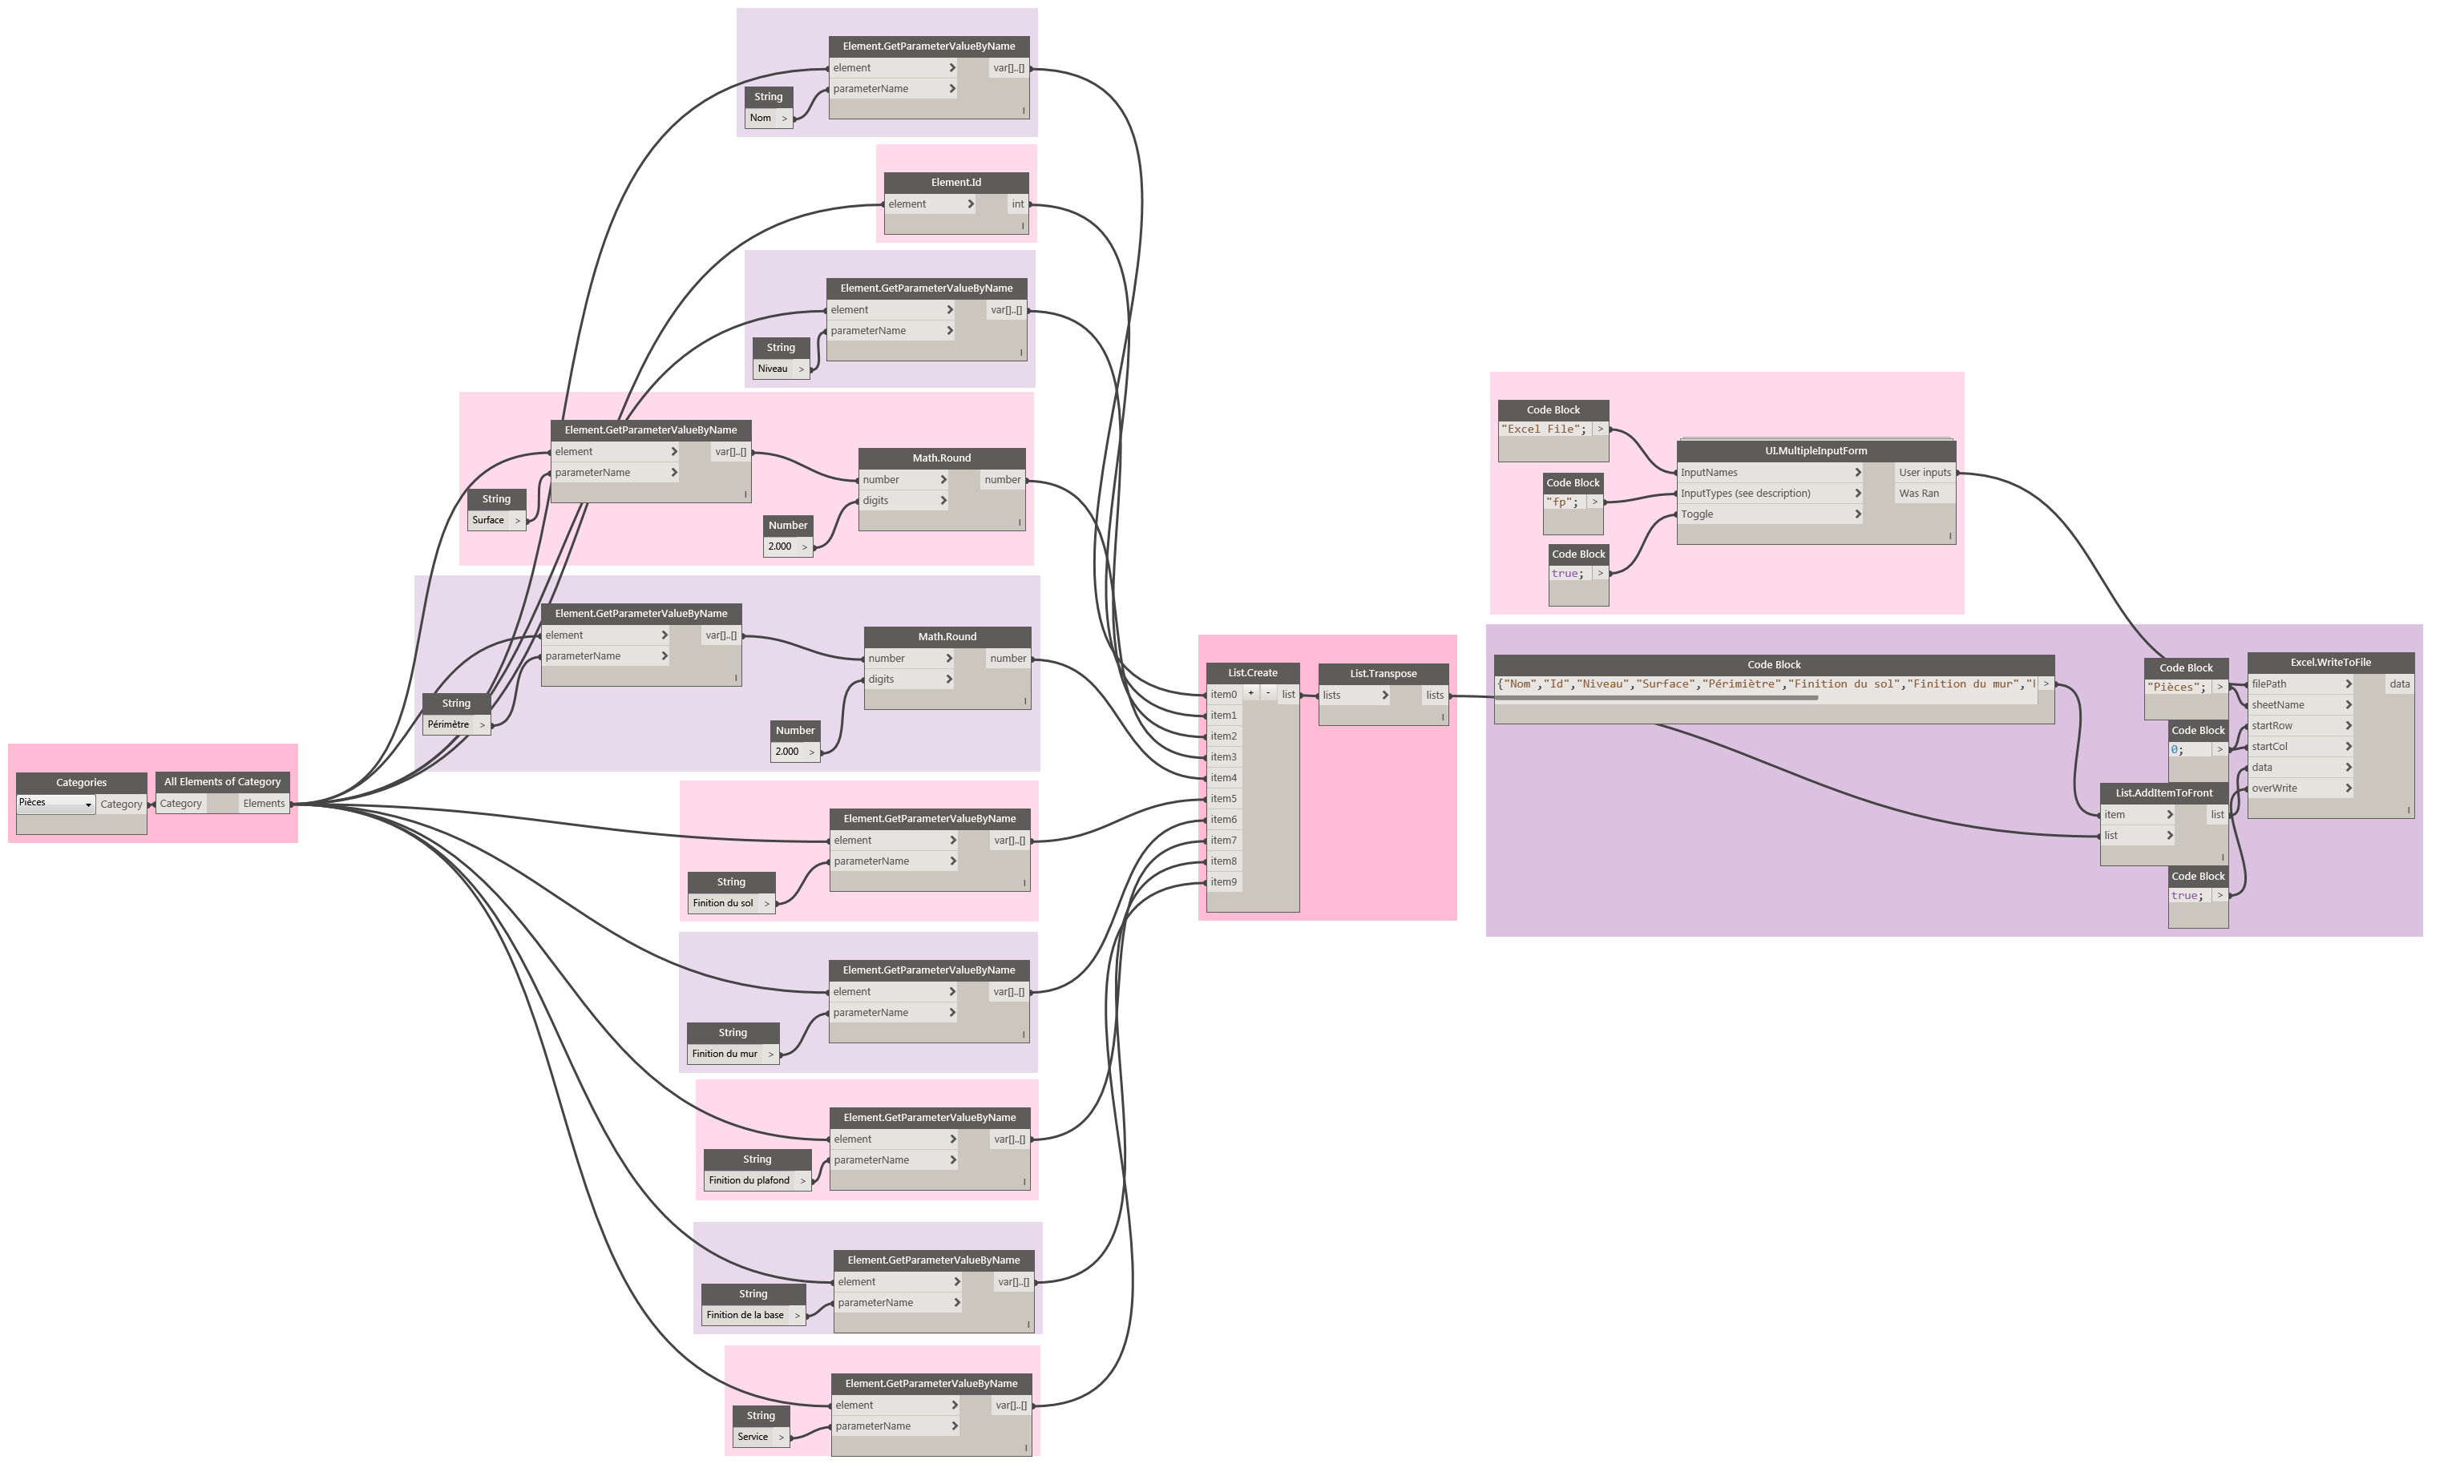 Element.GetParameterValueByName
element > var[]..[]
parameterName >
String
Nom >
Element.Id
element > int
Element.GetParameterValueByName
element > var[]..[]
parameterName >
String
Niveau >
Element.GetParameterValueByName
element > var[]..[]
parameterName >
String
Surface >
Math.Round
number > number
digits >
Number
2.000 >
Element.GetParameterValueByName
element > var[]..[]
parameterName >
String
Périmètre >
Math.Round
number > number
digits >
Number
2.000 >
Categories
Pièces Category
All Elements of Category
Category Elements
Element.GetParameterValueByName
element > var[]..[]
parameterName >
String
Finition du sol >
Element.GetParameterValueByName
element > var[]..[]
parameterName >
String
Finition du mur >
Element.GetParameterValueByName
element > var[]..[]
parameterName >
String
Finition du plafond >
Element.GetParameterValueByName
element > var[]..[]
parameterName >
String
Finition de la base >
Element.GetParameterValueByName
element > var[]..[]
parameterName >
String
Service >
List.Create
item0 + - list
item1
item2
item3
item4
item5
item6
item7
item8
item9
List.Transpose
lists > lists
Code Block
"Excel File"; >
Code Block
"fp"; >
Code Block
true; >
UI.MultipleInputForm
InputNames > User inputs
InputTypes (see description) > Was Ran
Toggle >
Code Block
{"Nom","Id","Niveau","Surface","Périmiètre","Finition du sol","Finition du mur"," >
Code Block
"Pièces"; >
Code Block
0; >
List.AddItemToFront
item > list
list >
Code Block
true; >
Excel.WriteToFile
filePath > data
sheetName >
startRow >
startCol >
data >
overWrite >